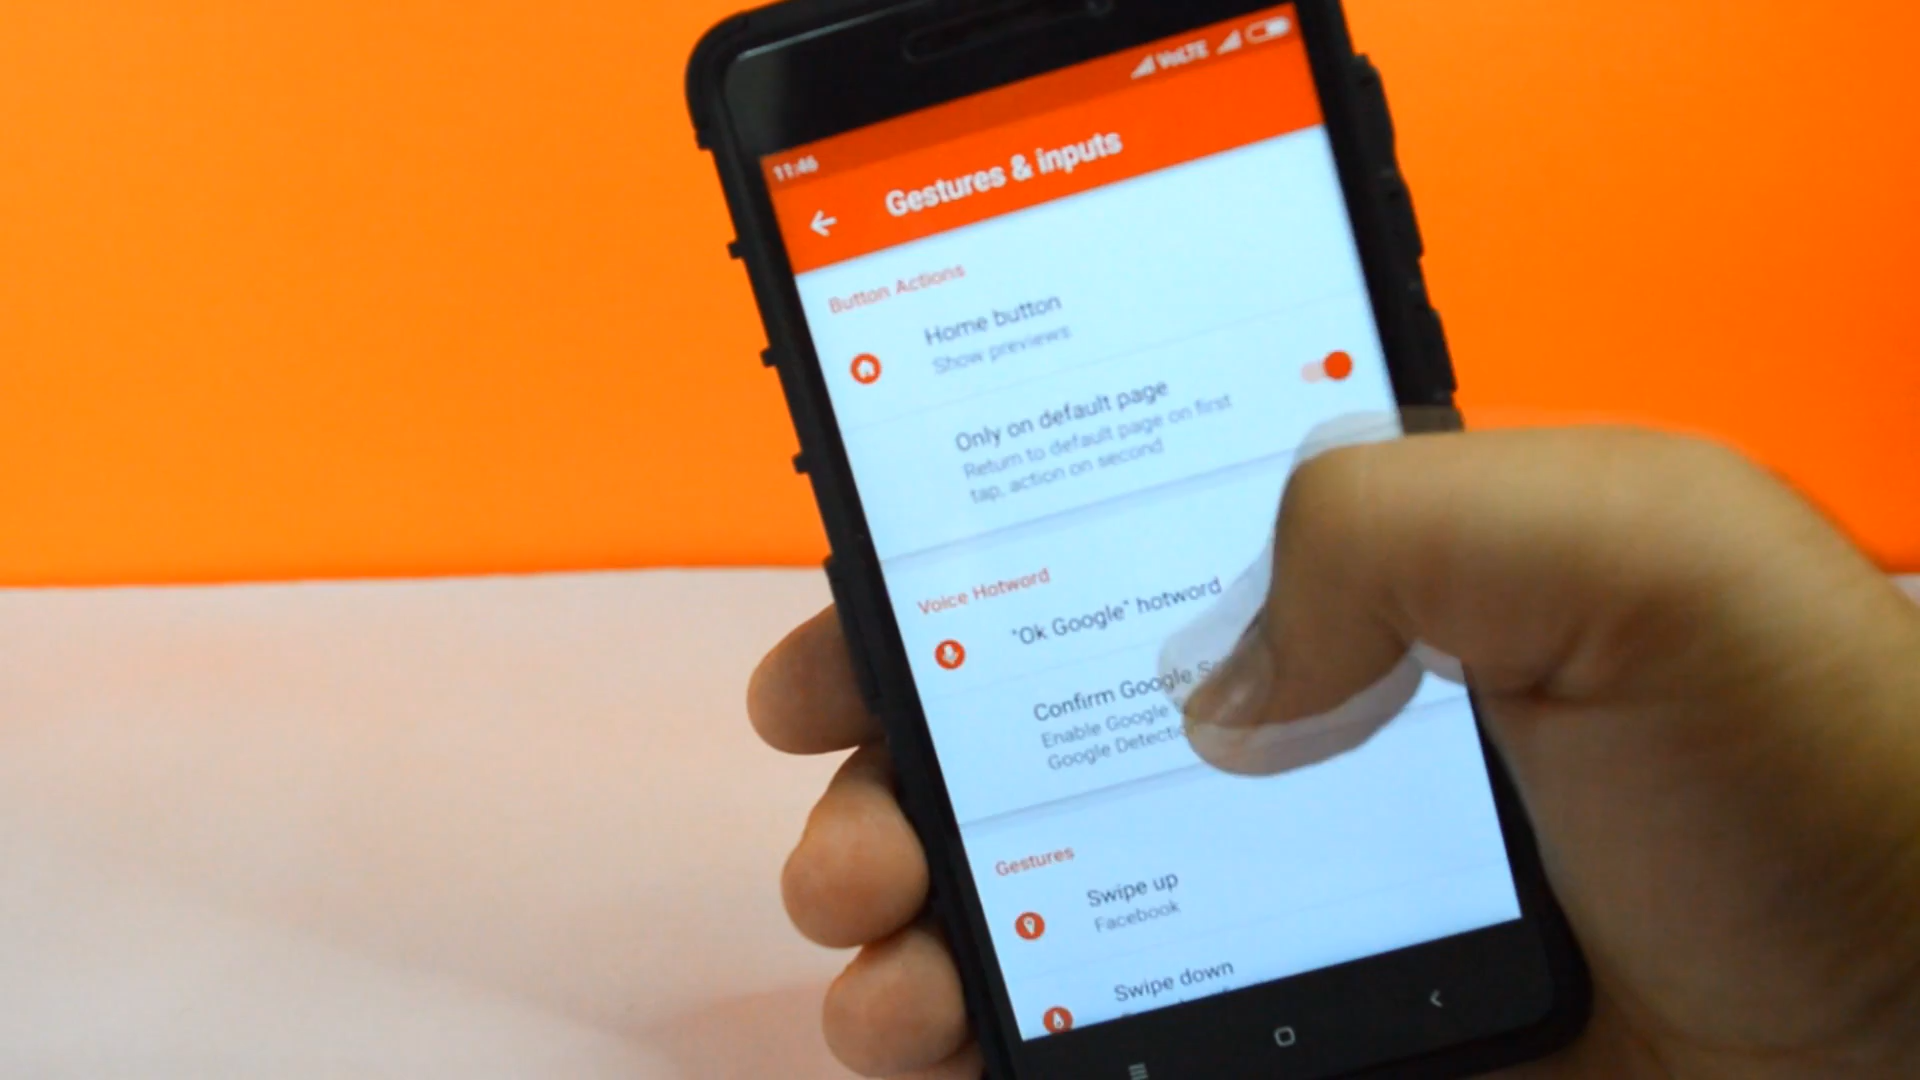 11:46 VoLTE
Gestures & inputs
Button Actions
Home button
Show previews
Only on default page
Return to default page on first
tap, action on second
Voice Hotword
"Ok Google" hotword
Confirm Google
Enable Google
Google
Gestures
Swipe up
Facebook
Swipe down